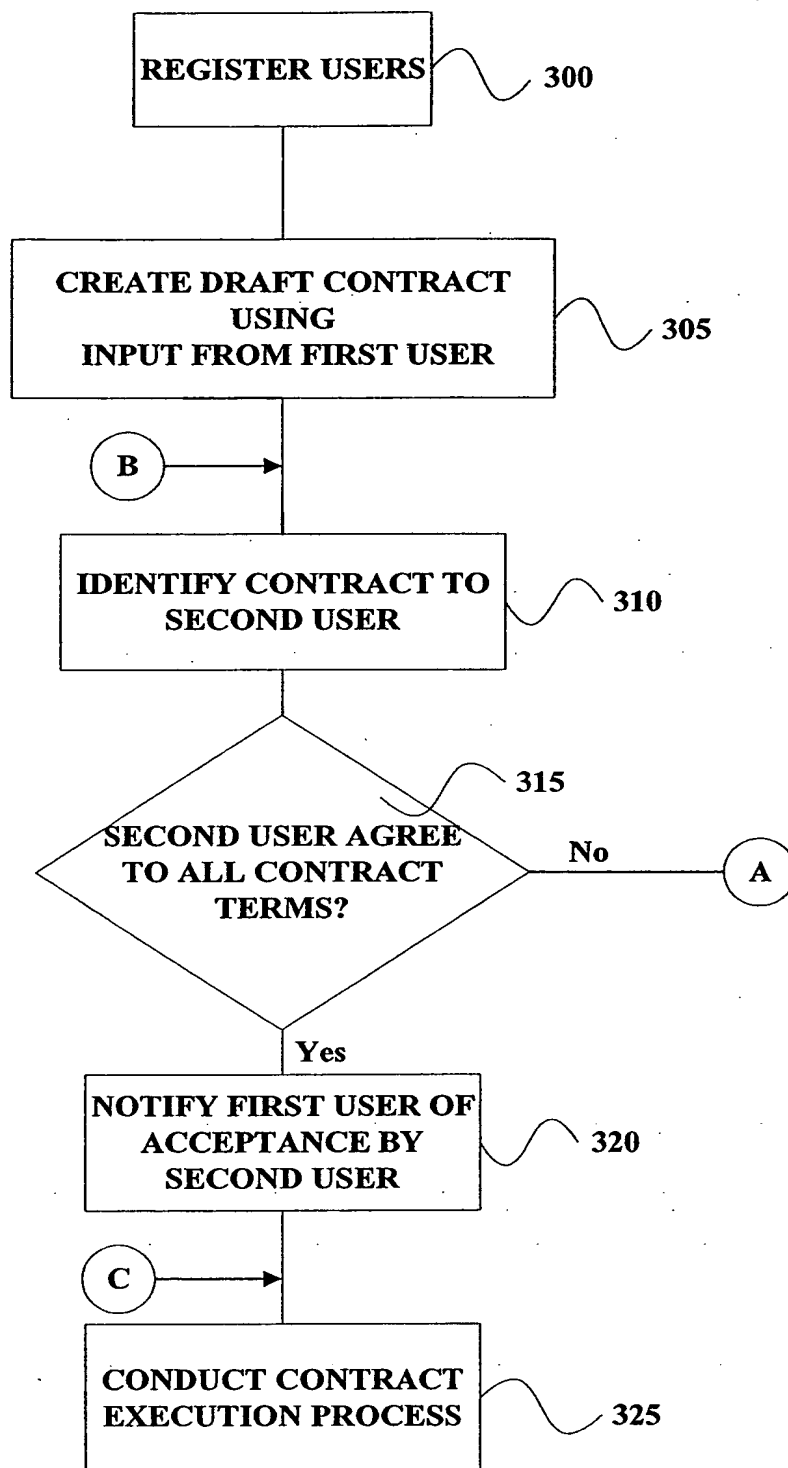 REGISTER USERS
300
CREATE DRAFT CONTRACT
USING
INPUT FROM FIRST USER
305
B
IDENTIFY CONTRACT TO
SECOND USER
310
315
SECOND USER AGREE
TO ALL CONTRACT
TERMS?
No
A
Yes
NOTIFY FIRST USER OF
ACCEPTANCE BY
SECOND USER
320
C
CONDUCT CONTRACT
EXECUTION PROCESS
325